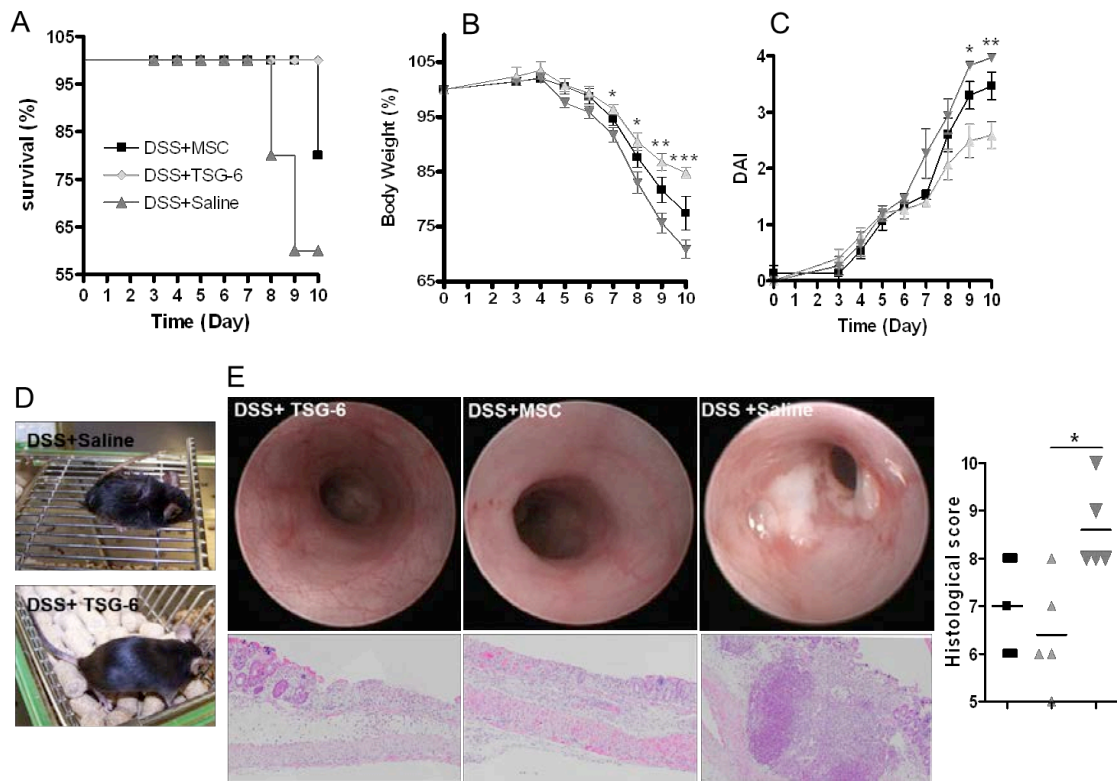 A
105
100
85
70
55
survival (%)
DSS+MSC
DSS+TSG-6
DSS+Saline
0 1 2 3 4 5 6 7 8 9 10
Time (Day)
B
105
95
85
75
65
Body Weight (%)
* * ** ***
0 1 2 3 4 5 6 7 8 9 10
Time (Day)
C
4
3
2
1
0
DAI
* **
0 1 2 3 4 5 6 7 8 9 10
Time (Day)
D
DSS+Saline
DSS+ TSG-6
E
DSS+ TSG-6
DSS+MSC
DSS +Saline
*
10
9
8
7
6
5
Histological score